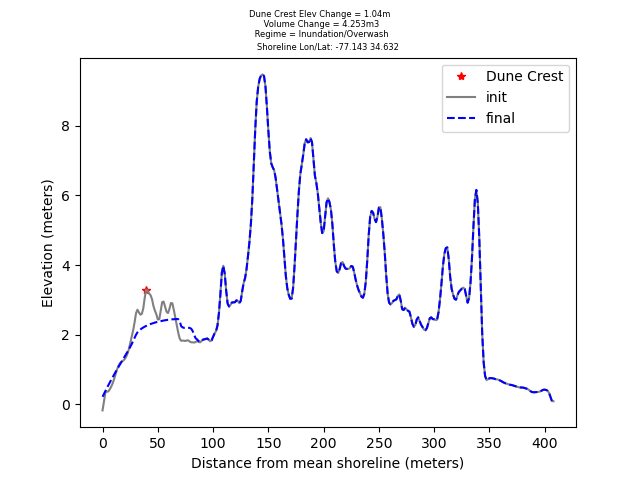 Dune Crest Elev Change = 1.04m
Volume Change = 4.253m3
Regime = Inundation/Overwash
Shoreline Lon/Lat: -77.143 34.632
Dune Crest
init
final
Elevation (meters)
8
6
4
2
0
0 50 100 150 200 250 300 350 400
Distance from mean shoreline (meters)